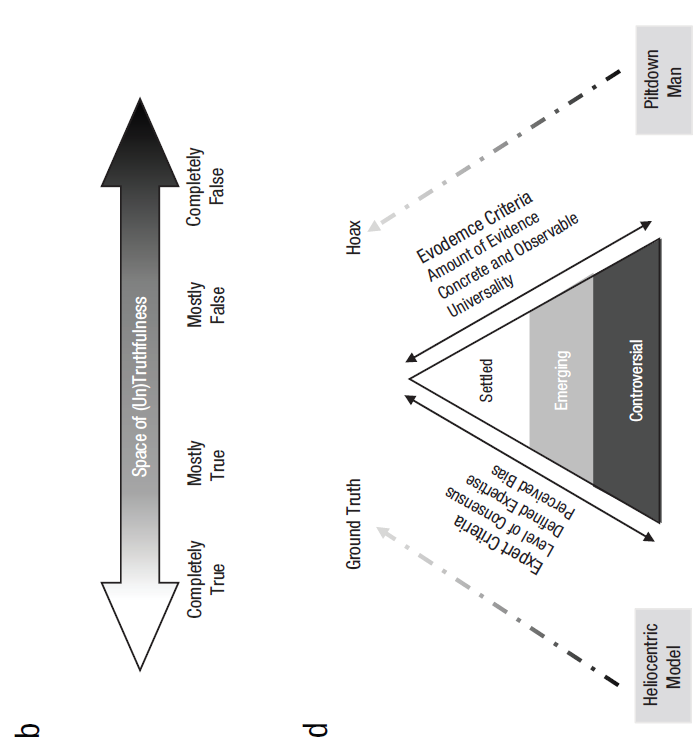 b
Space of (Un)Truthfulness
Completely
True
Mostly
True
Mostly
False
Completely
False
d
Ground Truth
Hoax
Expert Criteria
Level of Consensus
Defined Expertise
Perceived Bias
Evodemce Criteria
Amount of Evidence
Concrete and Observable
Universality
Settled
Emerging
Controversial
Heliocentric
Model
Piltdown
Man